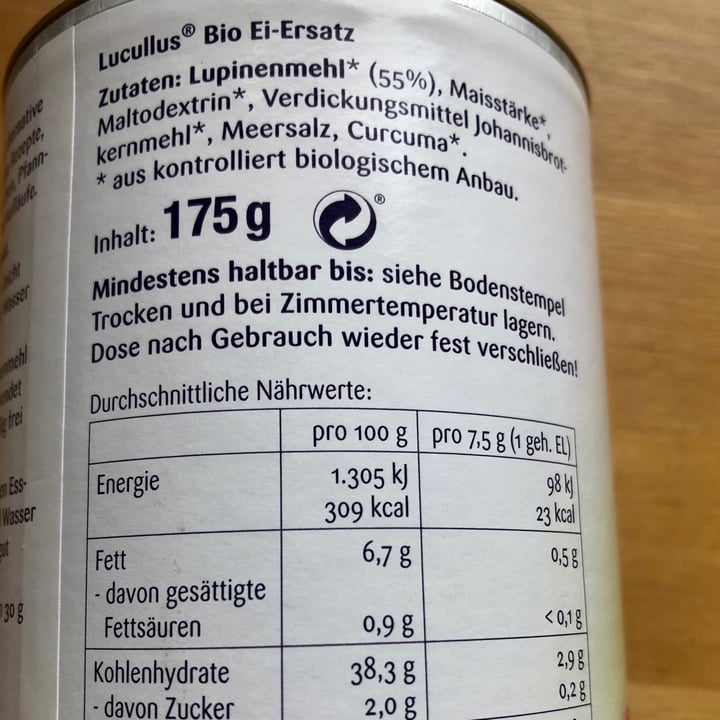 Lucullus® Bio Ei-Ersatz
Zutaten: Lupinenmehl* (55%), Maisstärke*,
Maltodextrin*, Verdickungsmittel Johannisbrot-
kernmehl*, Meersalz, Curcuma*.
* aus kontrolliert biologischem Anbau.
Inhalt: 175g ®
Mindestens haltbar bis: siehe Bodenstempel
Trocken und bei Zimmertemperatur lagern.
Dose nach Gebrauch wieder fest verschließen!
Durchschnittliche Nährwerte:
pro 100 g pro 7,5 g (1 geh. EL)
Energie 1.305 kJ 98 kJ
309 kcal 23 kcal
Fett 6,7 g 0,5 g
- davon gesättigte
Fettsäuren 0,9 g < 0,1 g
Kohlenhydrate 38,3 g 2,9 g
- davon Zucker 2,0 g 0,2 g
Wasser
30 g